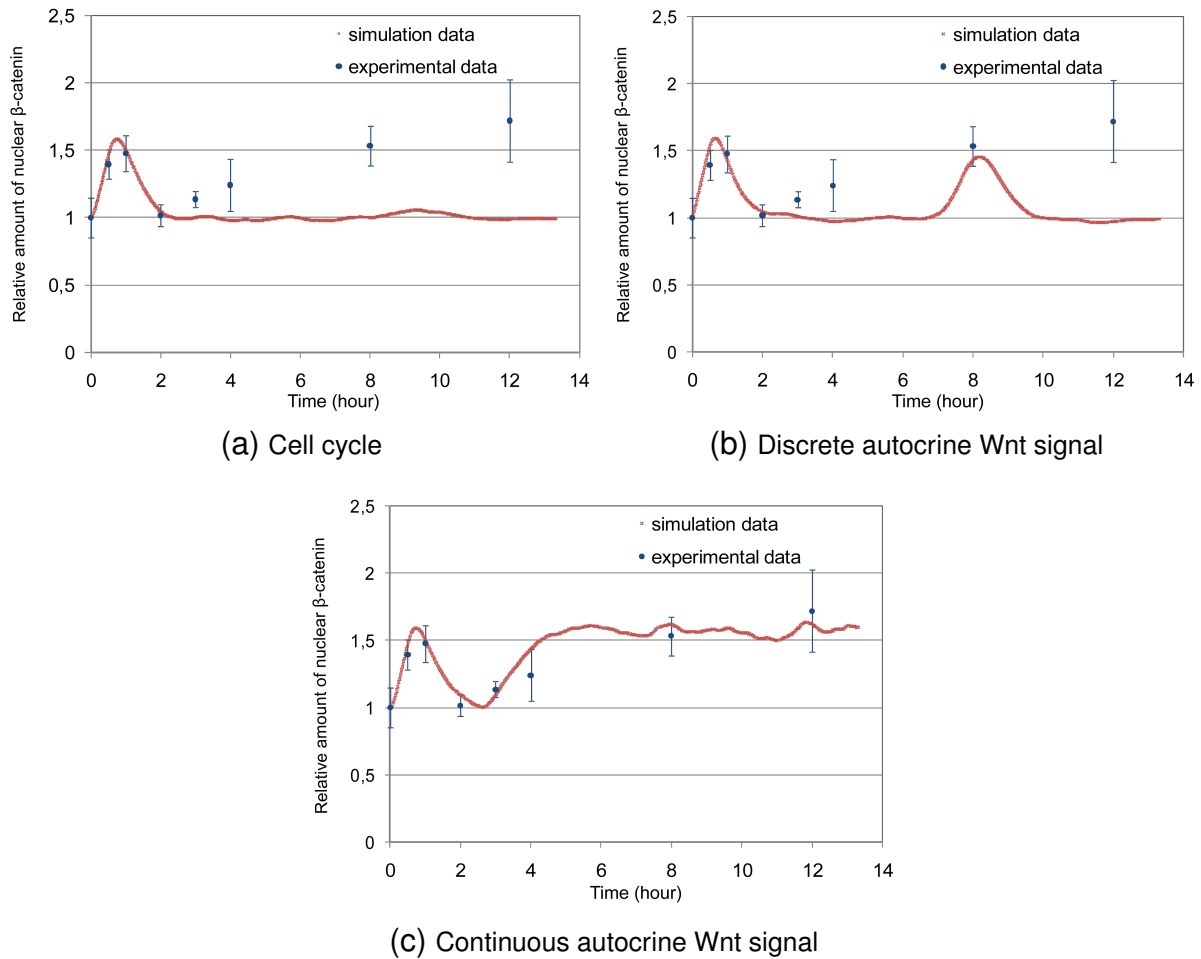 2,5
2
1,5
1
0,5
0
Relative amount of nuclear β-catenin
simulation data
experimental data
0 2 4 6 8 10 12 14
Time (hour)
(a) Cell cycle
2,5
2
1,5
1
0,5
0
Relative amount of nuclear β-catenin
simulation data
experimental data
0 2 4 6 8 10 12 14
Time (hour)
(b) Discrete autocrine Wnt signal
2,5
2
1,5
1
0,5
0
Relative amount of nuclear β-catenin
simulation data
experimental data
0 2 4 6 8 10 12 14
Time (hour)
(c) Continuous autocrine Wnt signal